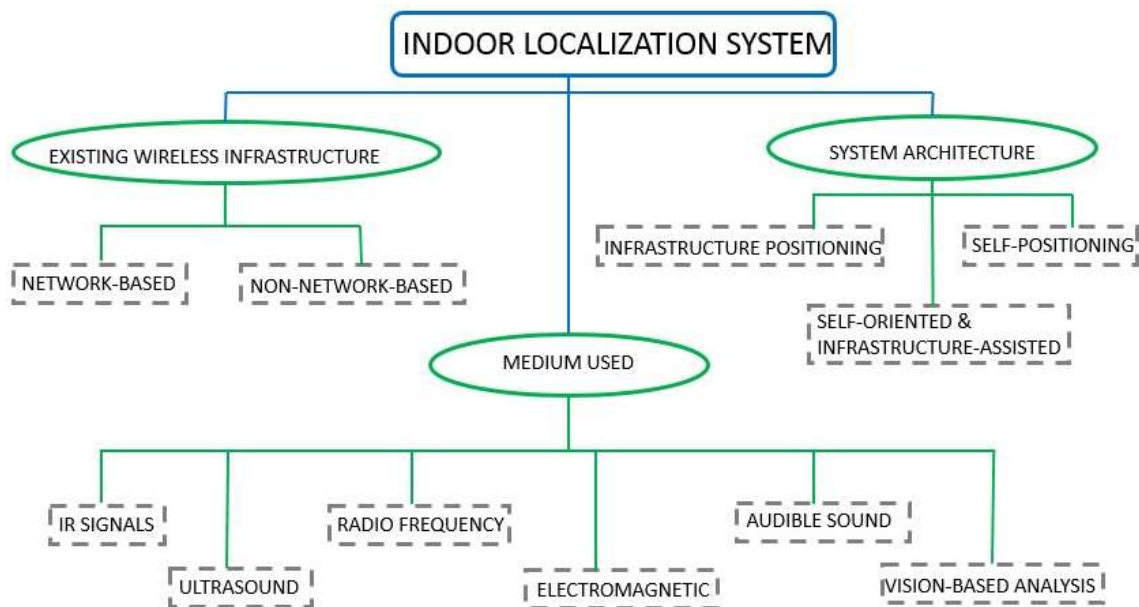 INDOOR LOCALIZATION SYSTEM
EXISTING WIRELESS INFRASTRUCTURE
SYSTEM ARCHITECTURE
INFRASTRUCTURE POSITIONING
SELF-POSITIONING
NETWORK-BASED
NON-NETWORK-BASED
SELF-ORIENTED &
INFRASTRUCTURE-ASSISTED
MEDIUM USED
IR SIGNALS
RADIO FREQUENCY
AUDIBLE SOUND
ULTRASOUND
ELECTROMAGNETIC
VISION-BASED ANALYSIS